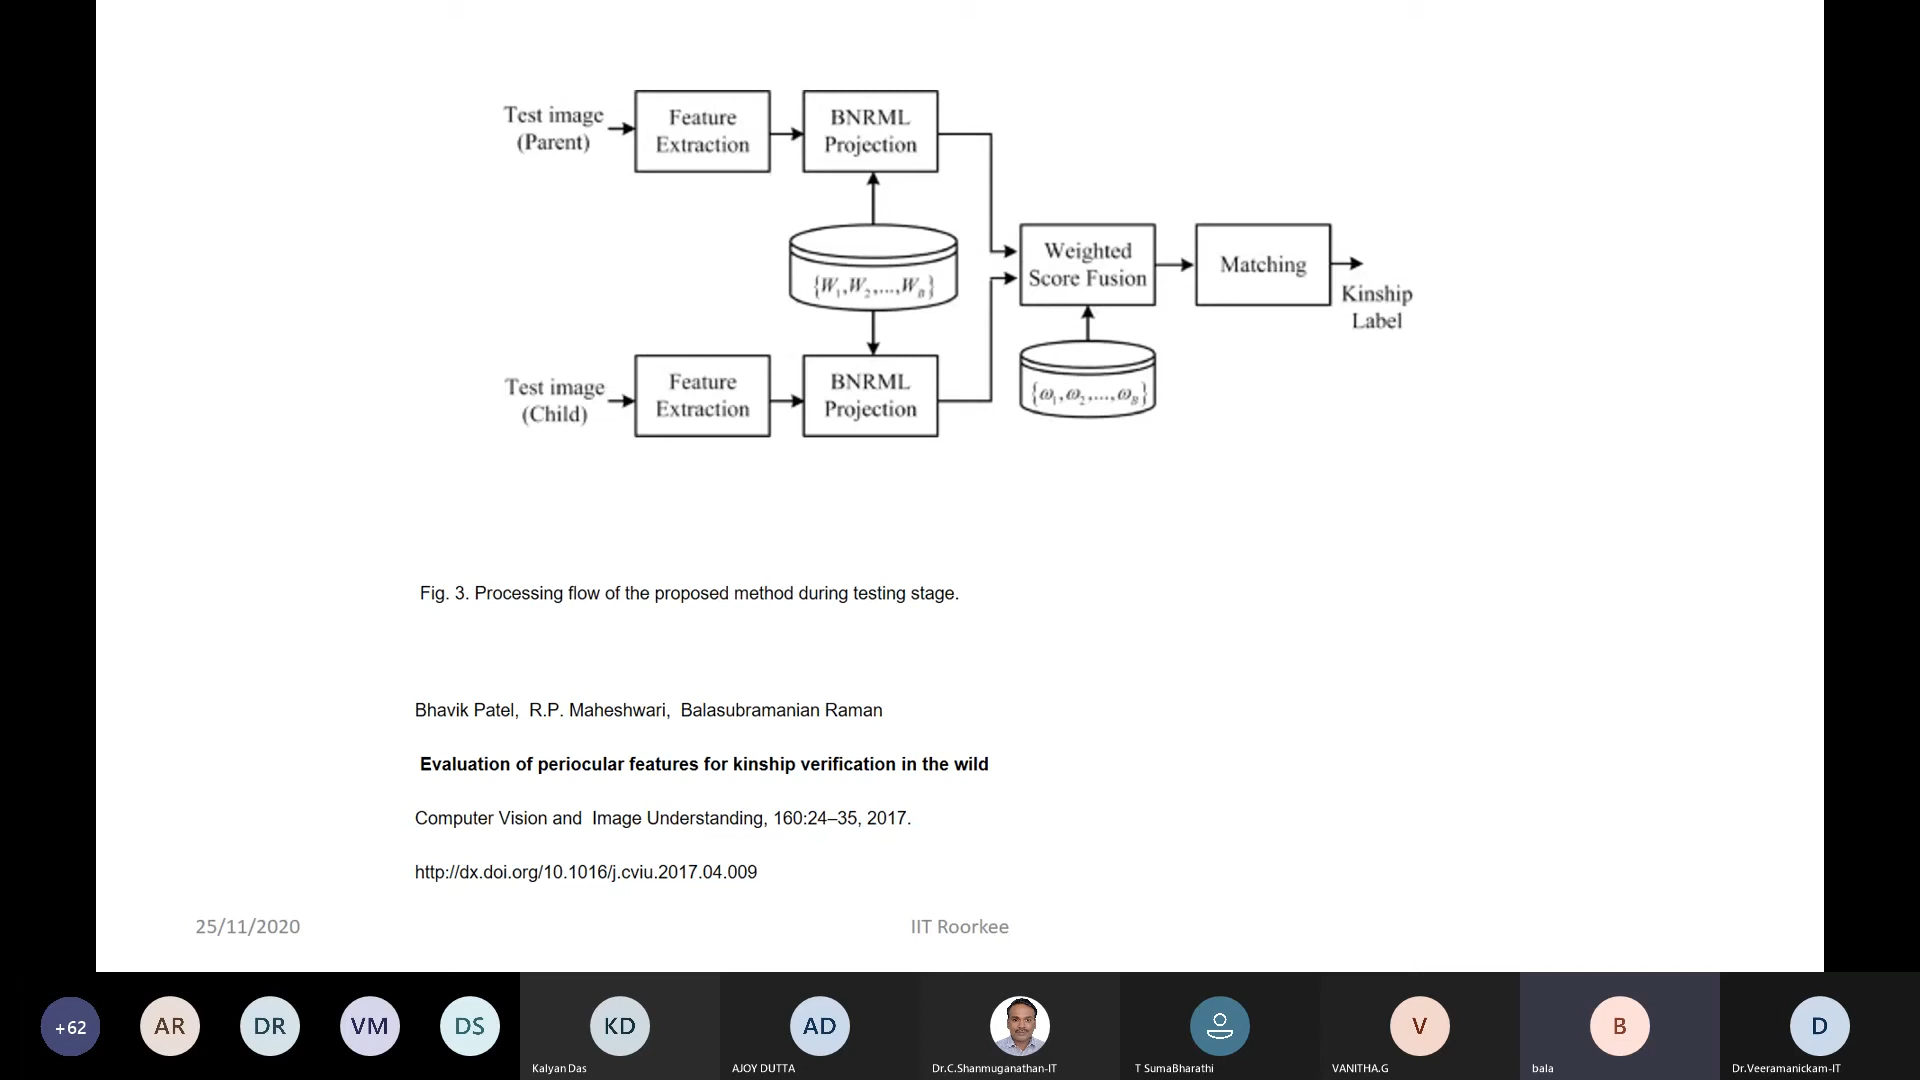 Test image
(Parent)
Feature
Extraction
BNRML
Projection
{W1,W2,...,WB}
Weighted
Score Fusion
Matching
Kinship
Label
Test image
(Child)
Feature
Extraction
BNRML
Projection
{ω1,ω2,...,ωB}
Fig. 3. Processing flow of the proposed method during testing stage.
Bhavik Patel, R.P. Maheshwari, Balasubramanian Raman
Evaluation of periocular features for kinship verification in the wild
Computer Vision and Image Understanding, 160:24–35, 2017.
http://dx.doi.org/10.1016/j.cviu.2017.04.009
25/11/2020
IIT Roorkee
+62
AR
DR
VM
DS
KD
AD
V
B
D
Kalyan Das
AJOY DUTTA
Dr.C.Shanmuganathan-IT
T SumaBharathi
VANITHA.G
bala
Dr.Veeramanickam-IT